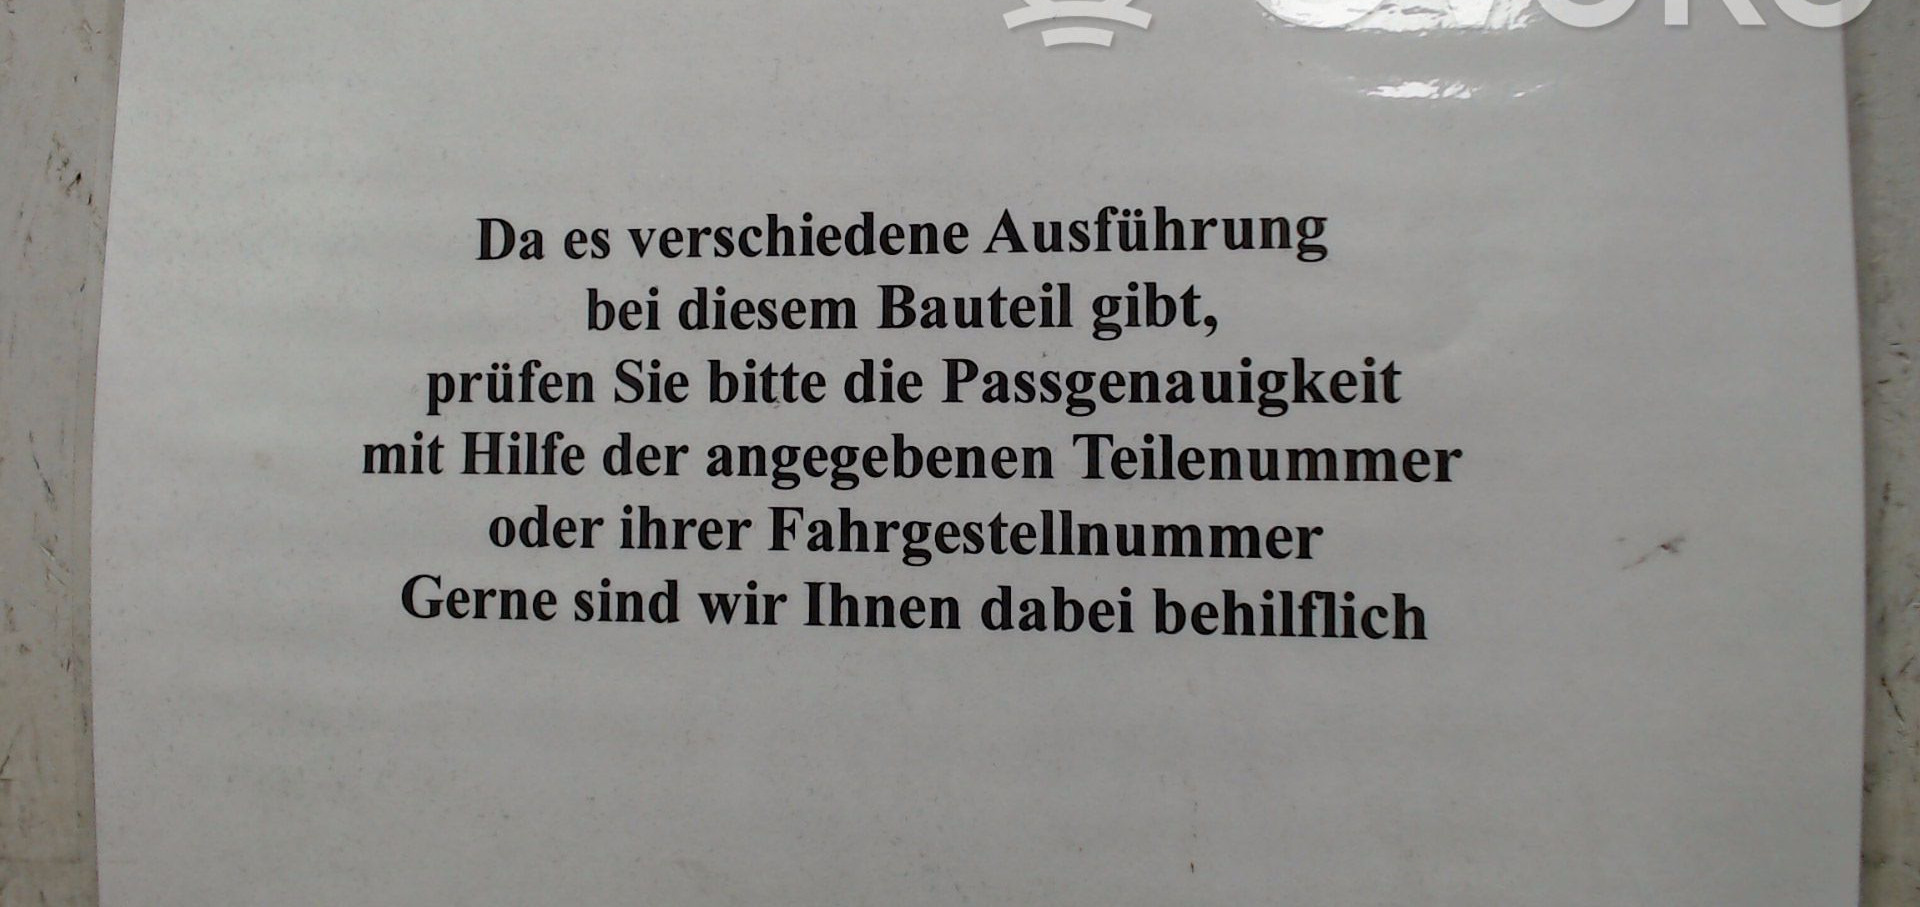 Da es verschiedene Ausführung
bei diesem Bauteil gibt,
prüfen Sie bitte die Passgenauigkeit
mit Hilfe der angegebenen Teilenummer
oder ihrer Fahrgestellnummer
Gerne sind wir Ihnen dabei behilflich